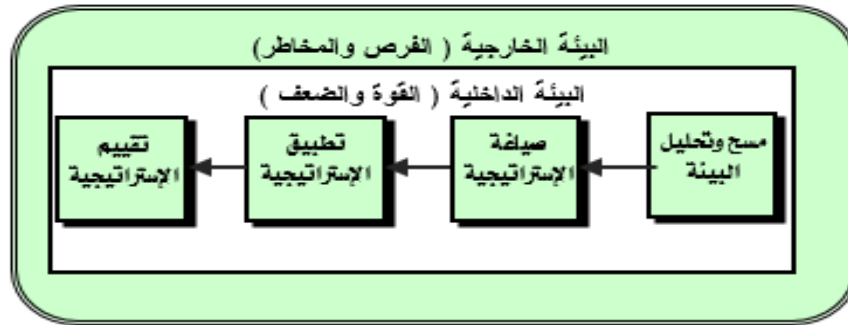 البيئة الخارجية ( الفرص والمخاطر)
البيئة الداخلية ( القوة والضعف )
مسح وتحليل
البيئة
صياغة
الإستراتيجية
تطبيق
الإستراتيجية
تقييم
الإستراتيجية